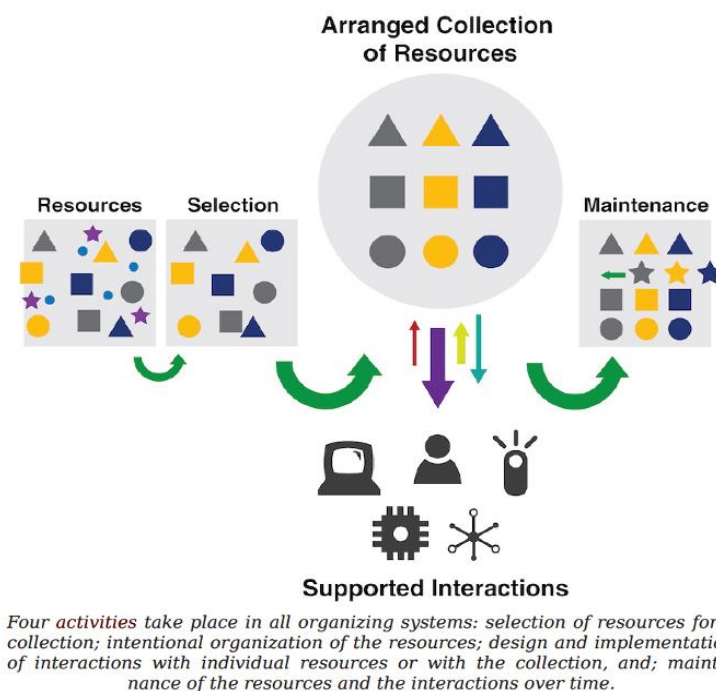 Arranged Collection
of Resources
Resources
Selection
Maintenance
Supported Interactions
Four activities take place in all organizing systems: selection of resources for
collection; intentional organization of the resources; design and implementatio
of interactions with individual resources or with the collection, and; maint
nance of the resources and the interactions over time.